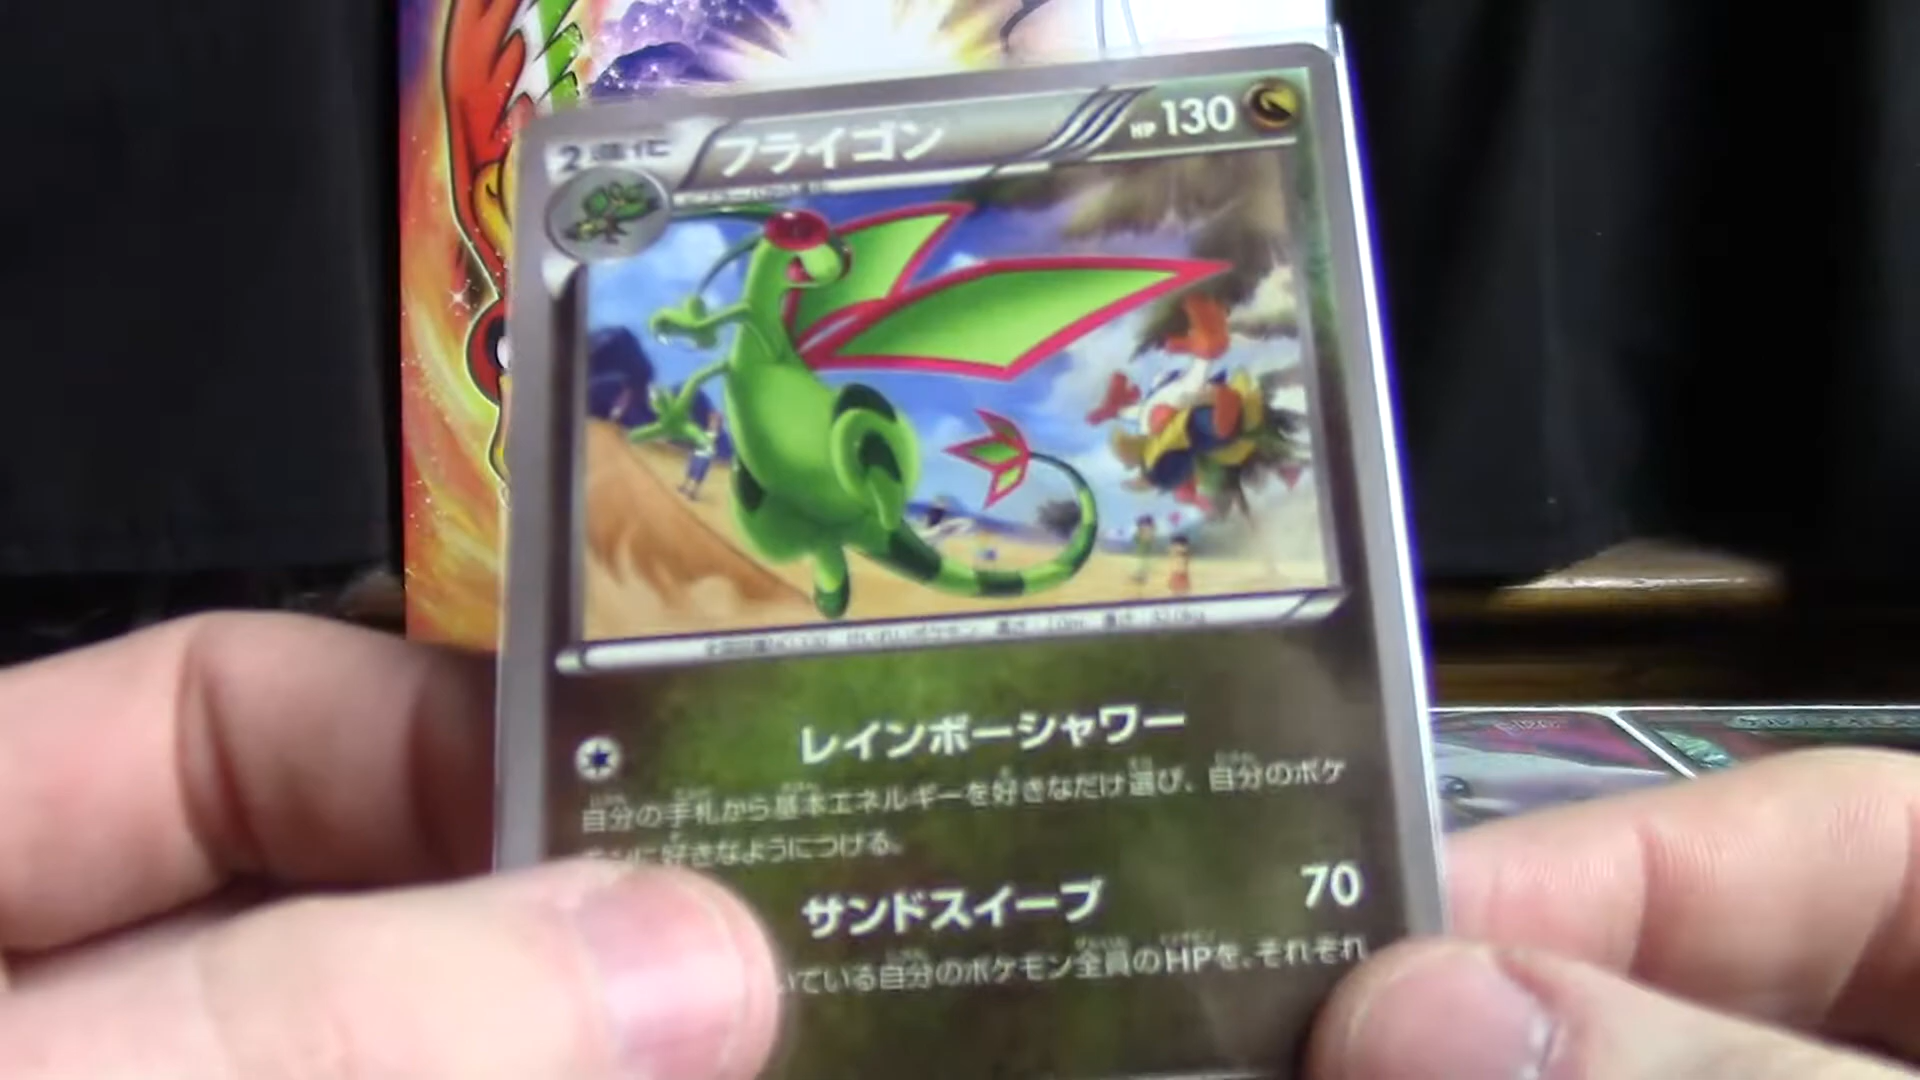 2進化
フライゴン
HP130
レインボーシャワー
自分の手札から基本エネルギーを好きなだけ選び、自分のポケ
モンに好きなようにつける。
サンドスイープ 70
いている自分のポケモン全員のHPを、それぞれ